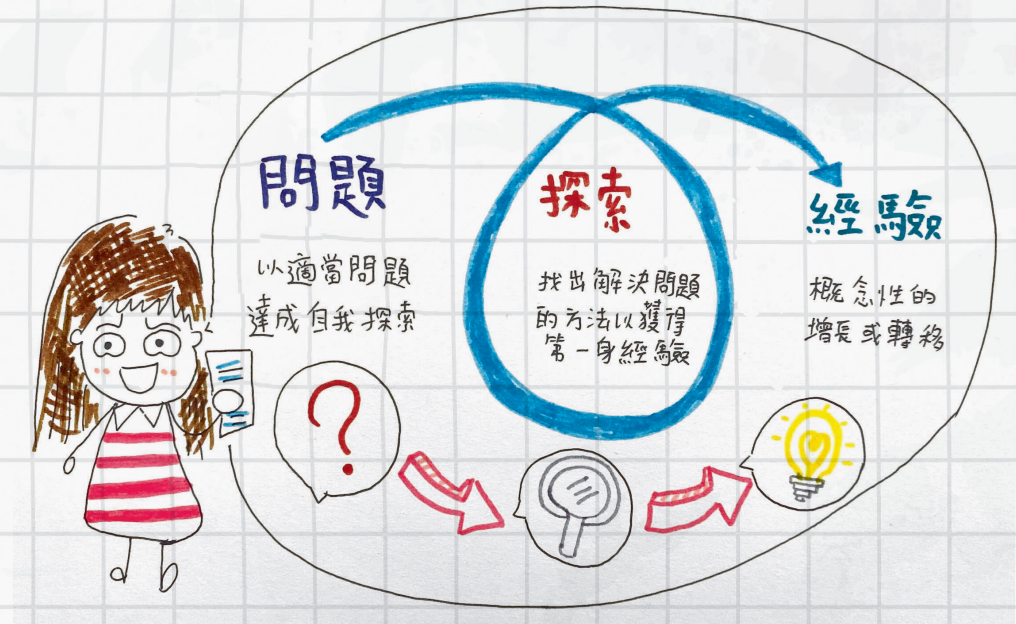 問題
以適當問題
達成自我探索
探索
找出解決問題
的方法以獲得
第一身經驗
經驗
概念性的
增長或轉移
?